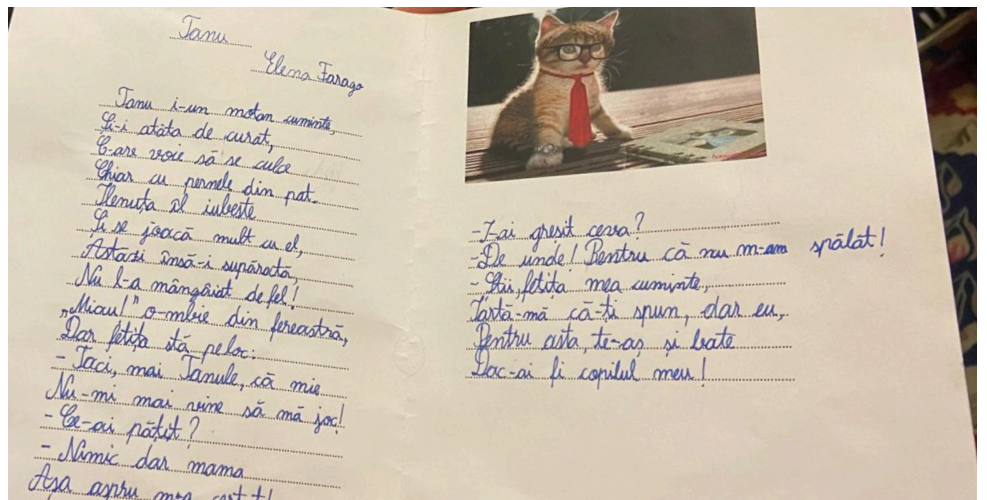 Tanu
Elena Farago
Tanu i-un motan cuminte,
Și-i atâta de curat,
C-are voie să se culce
Chiar cu pernele din pat.
Ilenuța îl iubește
Și se joacă mult cu el,
Astăzi însă-i supărată,
Nu l-a mângâiat defel!
„Miau!" o-mbie din fereastră,
Dar fetița stă pe loc:
- Taci, mai Tanule, că mie
Nu-mi mai vine să mă joc!
- Ce-ai pățit?
- Nimic dar mama
Așa aspru m-a
- I-ai greșit ceva?
- De unde! Pentru că nu m-am spălat!
- Știi, fetița mea cuminte,
Iartă-mă că-ți spun, dar eu,
Pentru asta, te-aș și bate
Dac-ai fi copilul meu!